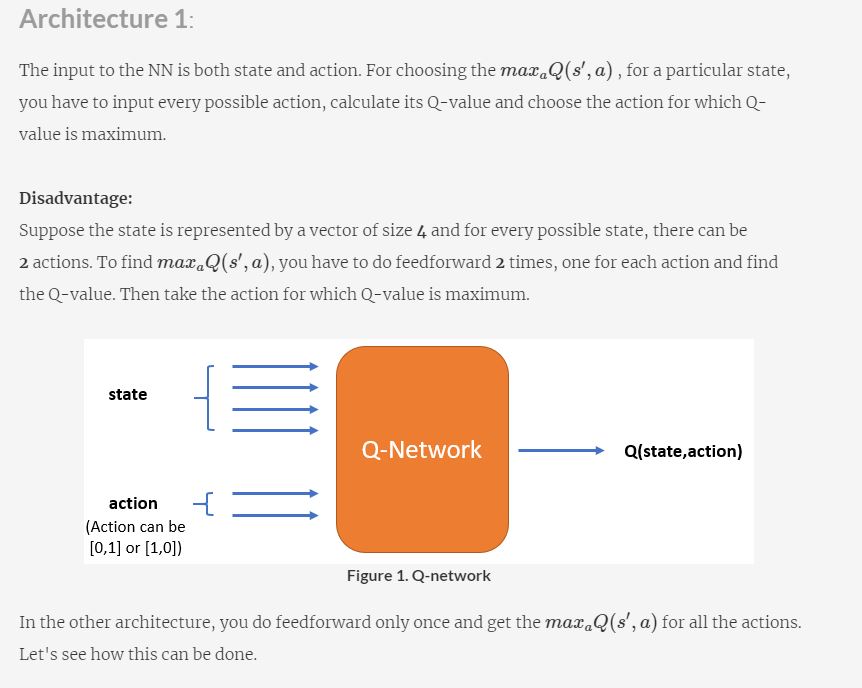 Architecture 1:
The input to the NN is both state and action. For choosing the maxₐQ(s′, a) , for a particular state,
you have to input every possible action, calculate its Q-value and choose the action for which Q-
value is maximum.
Disadvantage:
Suppose the state is represented by a vector of size 4 and for every possible state, there can be
2 actions. To find maxₐQ(s′, a), you have to do feedforward 2 times, one for each action and find
the Q-value. Then take the action for which Q-value is maximum.
state
Q-Network
Q(state,action)
action
(Action can be
[0,1] or [1,0])
Figure 1. Q-network
In the other architecture, you do feedforward only once and get the maxₐQ(s′, a) for all the actions.
Let's see how this can be done.